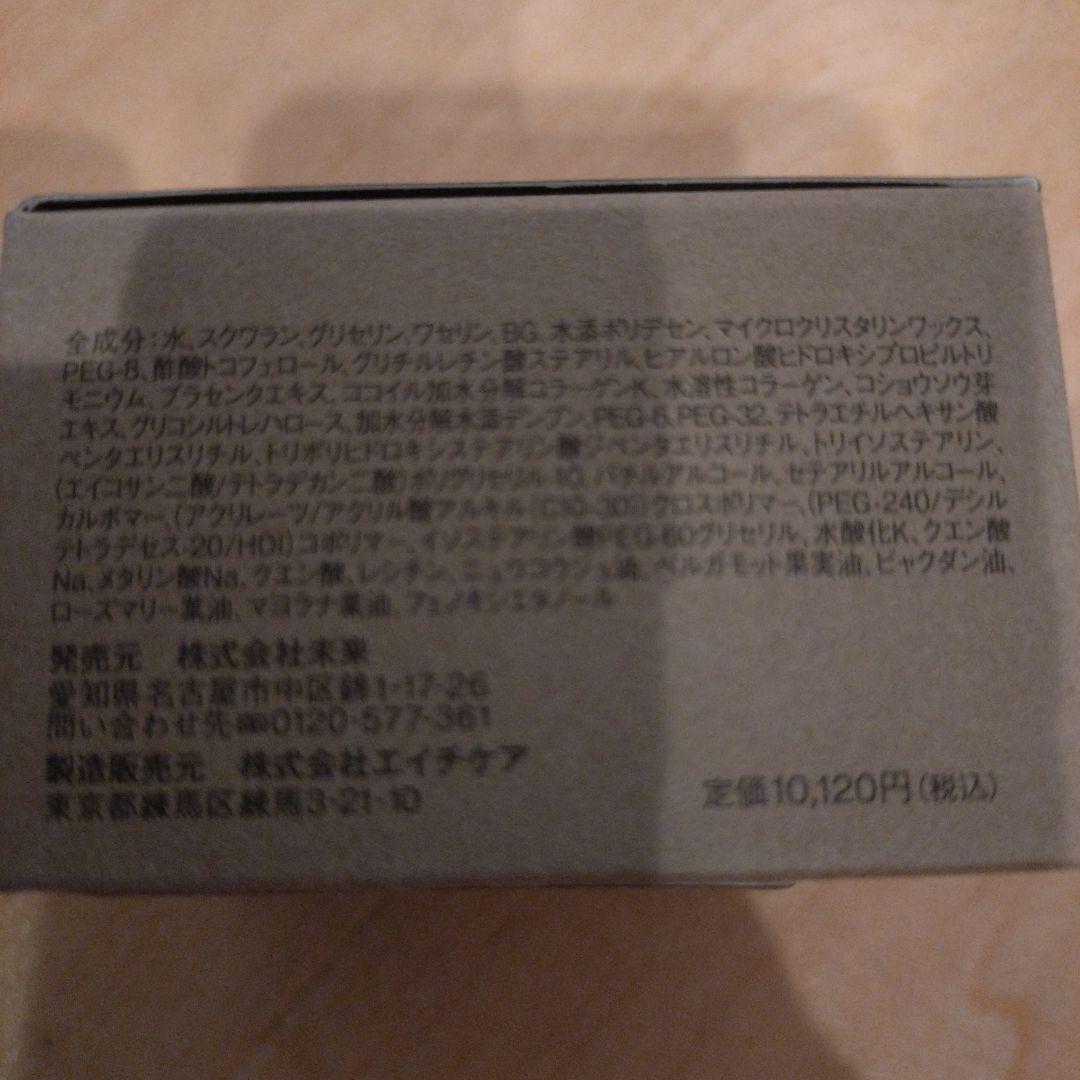 全成分:水、スクワラン、グリセリン、ワセリン、BG、水添ポリデセン、マイクロクリスタリンワックス、
PEG-8、酢酸トコフェロール、グリチルレチン酸ステアリル、ヒアルロン酸ヒドロキシプロピルトリ
モニウム、プラセンタエキス、ココイル加水分解コラーゲンK、水溶性コラーゲン、コショウソウ芽
エキス、グリコシルトレハロース、加水分解水添デンプン、PEG-6、PEG-32、テトラエチルヘキサン酸
ペンタエリスリチル、トリポリヒドロキシステアリン酸ジペンタエリスリチル、トリイソステアリン、
(エイコサン二酸/テトラデカン二酸)ポリグリセリル-10、バチルアルコール、セテアリルアルコール、
カルボマー、(アクリレーツ/アクリル酸アルキル(C10-30))クロスポリマー、(PEG-240/デシル
テトラデセス-20/HDI)コポリマー、イソステアリン酸PEG-60グリセリル、水酸化K、クエン酸
Na、メタリン酸Na、クエン酸、レシチン、ニュウコウジュ油、ベルガモット果実油、ビャクダン油、
ローズマリー葉油、マヨラナ葉油、フェノキシエタノール
発売元 株式会社未来
愛知県名古屋市中区錦1-17-26
問い合わせ先 0120-577-361
製造販売元 株式会社エイチケア
東京都練馬区練馬3-21-10
定価10,120円(税込)